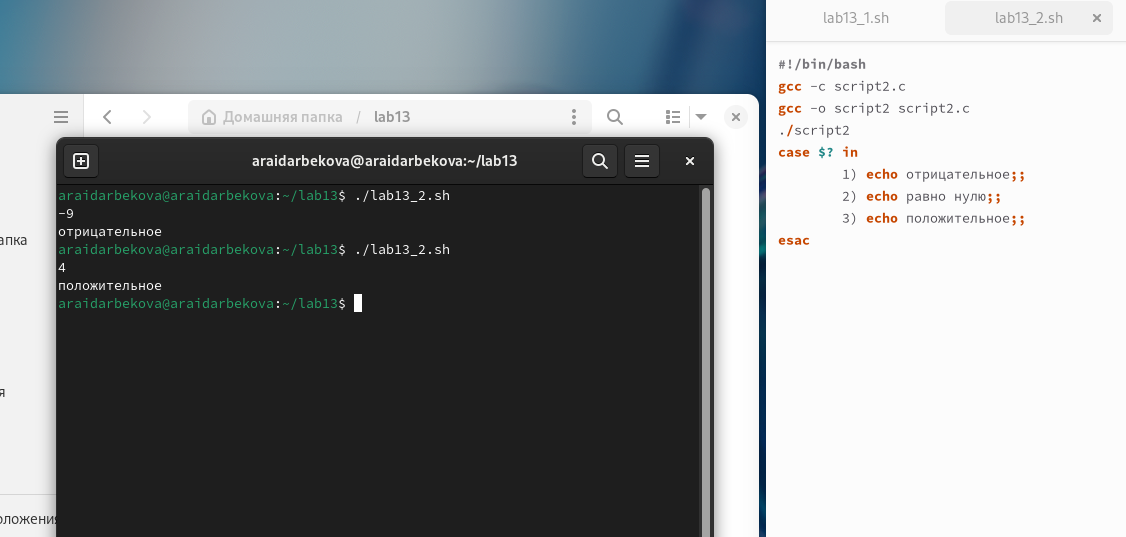 lab13_1.sh
lab13_2.sh
#!/bin/bash
gcc -c script2.c
gcc -o script2 script2.c
./script2
case $? in
1) echo отрицательное;;
2) echo равно нулю;;
3) echo положительное;;
esac
Домашняя папка / lab13
araidarbekova@araidarbekova:~/lab13
araidarbekova@araidarbekova:~/lab13$ ./lab13_2.sh
-9
отрицательное
araidarbekova@araidarbekova:~/lab13$ ./lab13_2.sh
4
положительное
araidarbekova@araidarbekova:~/lab13$